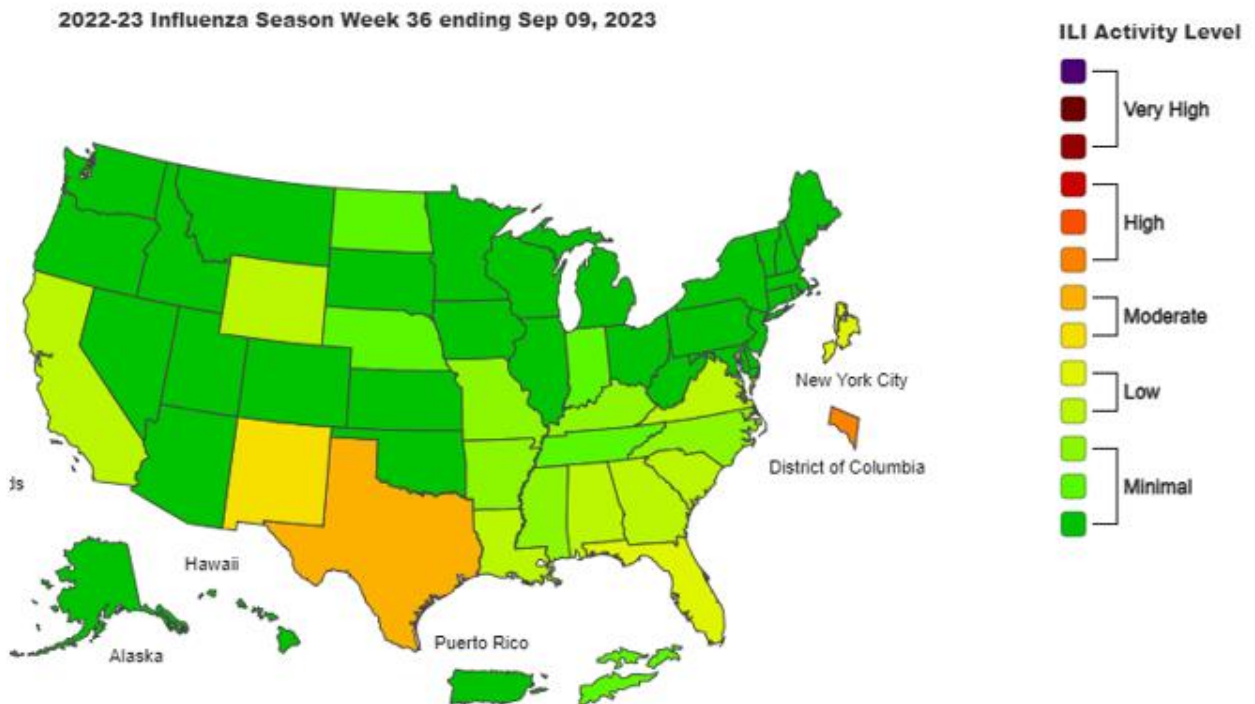 2022-23 Influenza Season Week 36 ending Sep 09, 2023
ILI Activity Level
Very High
High
Moderate
Low
Minimal
New York City
District of Columbia
ds
Hawaii
Alaska
Puerto Rico